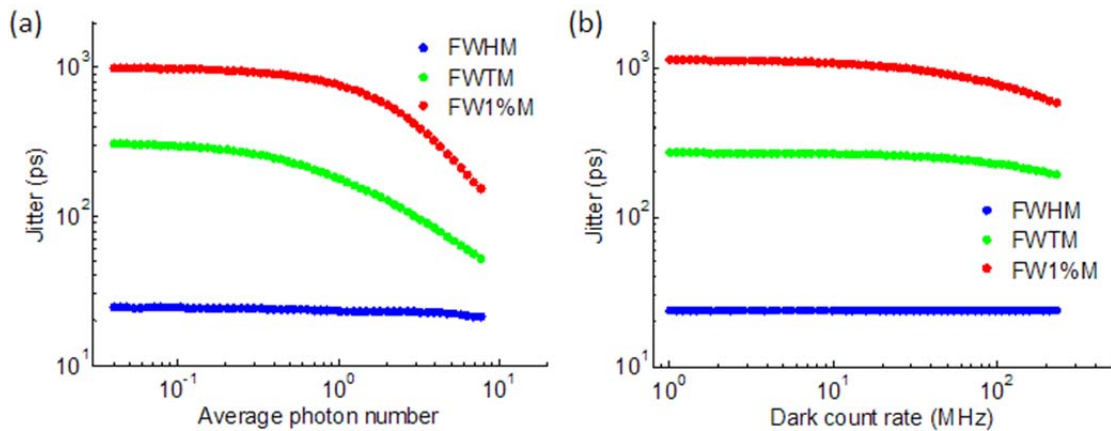 (a)
FWHM
FWTM
FW1%M
10³
10²
10¹
Jitter (ps)
10⁻¹
10⁰
10¹
Average photon number
(b)
10³
10²
10¹
Jitter (ps)
FWHM
FWTM
FW1%M
10⁰
10¹
10²
Dark count rate (MHz)